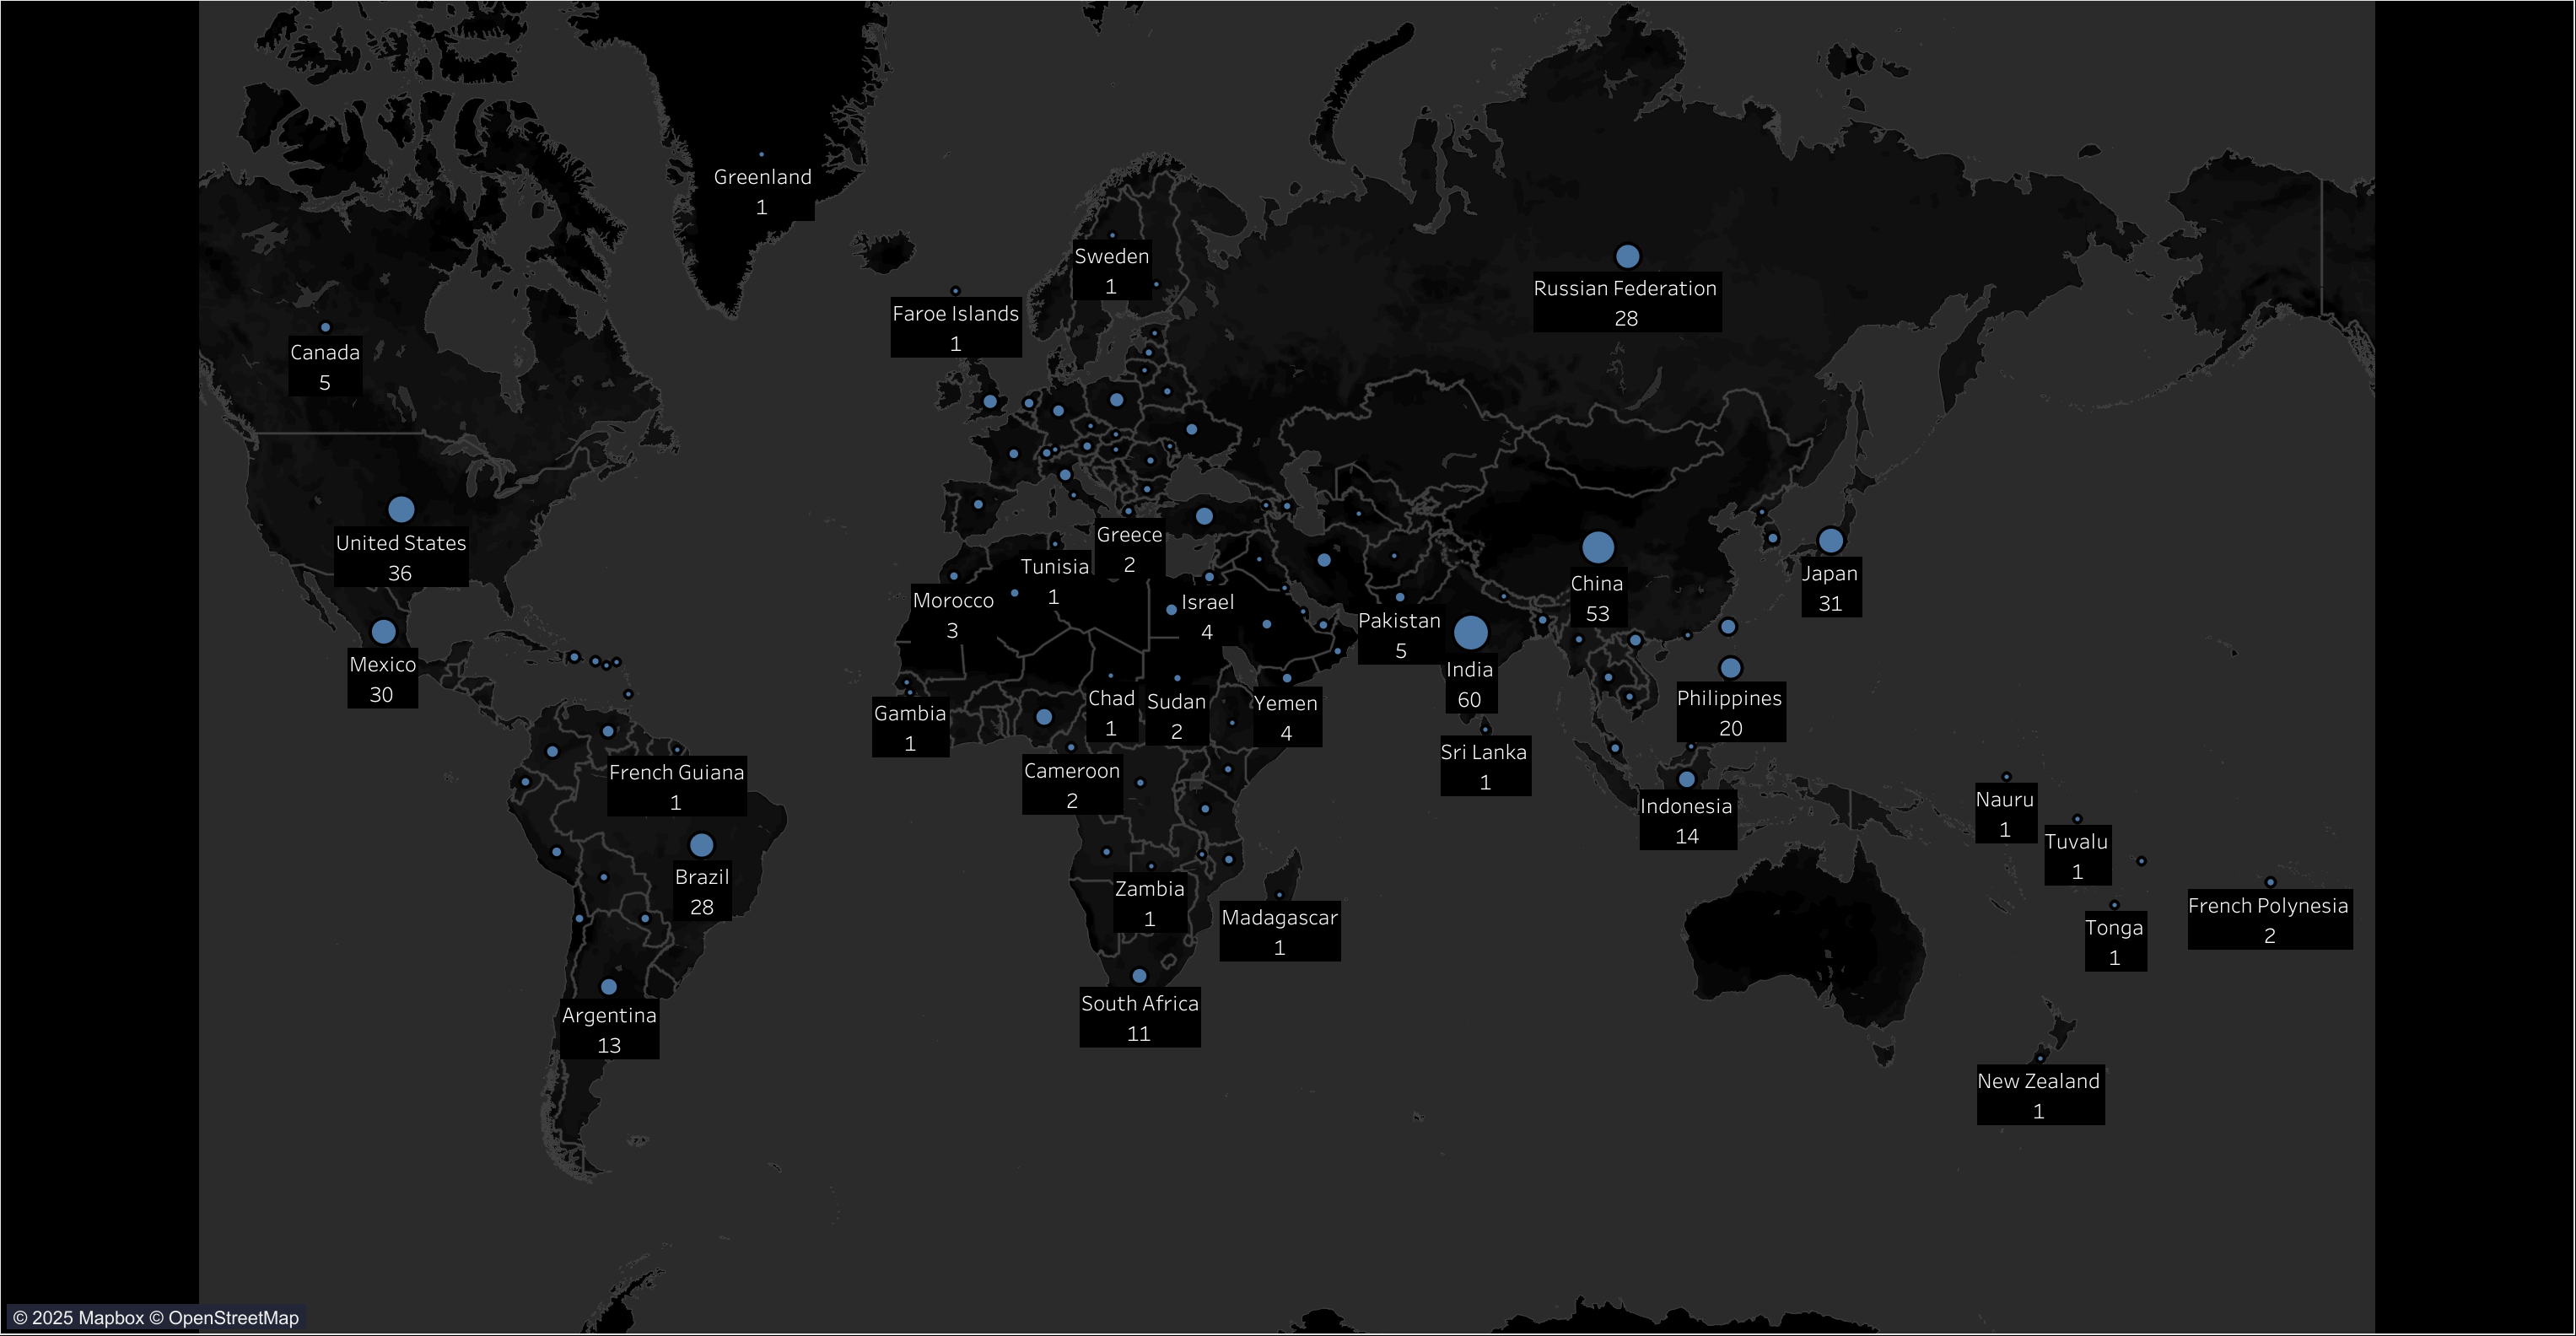 Greenland
1
Sweden
1
Russian Federation
28
Faroe Islands
1
Canada
5
United States
36
Greece
2
Tunisia
1
Morocco
3
Israel
4
Pakistan
5
China
53
Japan
31
Mexico
30
India
60
Gambia
1
Chad
1
Sudan
2
Yemen
4
Philippines
20
Sri Lanka
1
French Guiana
1
Cameroon
2
Indonesia
14
Nauru
1
Tuvalu
1
Brazil
28
Zambia
1
Madagascar
1
French Polynesia
2
Tonga
1
Argentina
13
South Africa
11
New Zealand
1
© 2025 Mapbox © OpenStreetMap